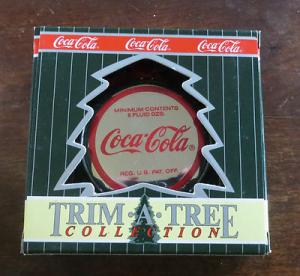 Coca-Cola Coca-Cola Coca-Cola
MINIMUM CONTENTS
6 FLUID OZS.
Coca-Cola®
REG. U.S. PAT. OFF.
TRIM·A·TREE
COLLECTION